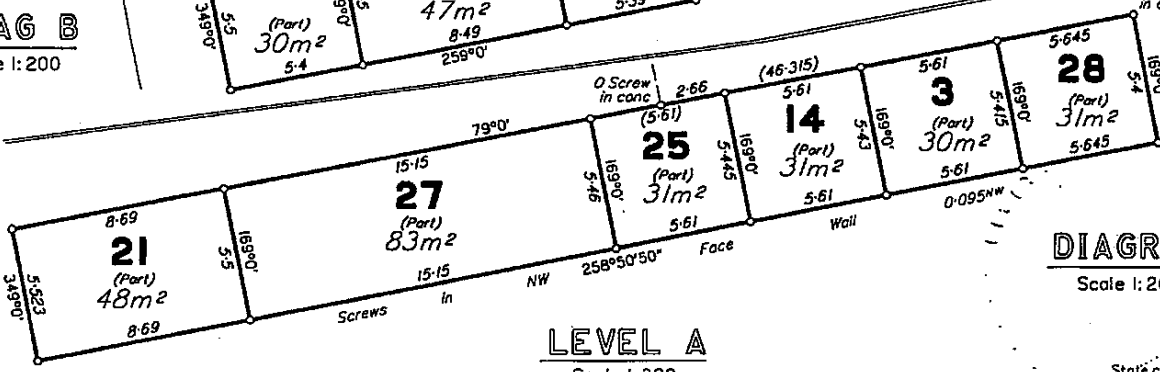 AG B
e 1:200
349°0'
5·5
(Part)
30m²
5·4
47m²
8·49
259°0'
O Screw
in conc
2·66
(5·61)
(46·315)
79°0'
8·69
21
(Part)
48m²
5·523
349°0'
8·69
169°0'
5·5
15·15
27
(Part)
83m²
15·15
169°0'
5·46
25
(Part)
31m²
5·61
169°0'
5·445
5·61
14
(Part)
31m²
5·61
169°0'
5·43
5·61
3
(Part)
30m²
5·61
169°0'
5·415
5·645
28
(Part)
31m²
5·645
5·4
169°0'
Screws In NW Face Wall
258°50'50"
0·095NW
LEVEL A
DIAGR
Scale 1:20